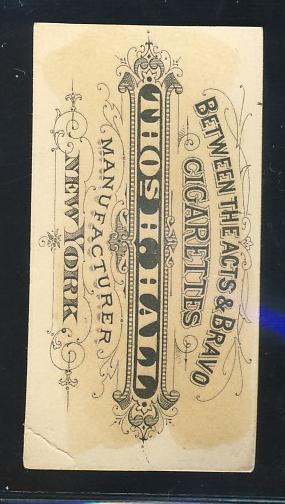 BETWEEN THE ACTS & BRAVO
CIGARETTES
THOS H HALL
MANUFACTURER
NEW YORK.